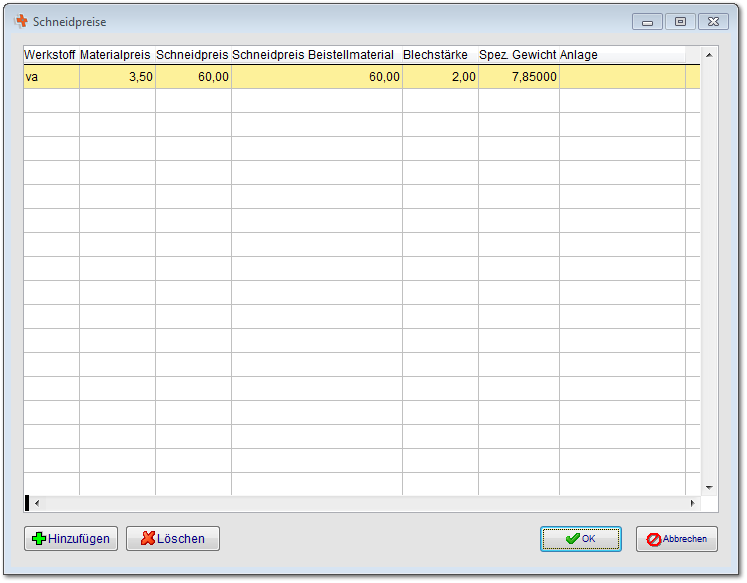 Schneidpreise
Werkstoff Materialpreis Schneidpreis Schneidpreis Beistellmaterial Blechstärke Spez. Gewicht Anlage
va 3,50 60,00 60,00 2,00 7,85000
Hinzufügen Löschen OK Abbrechen